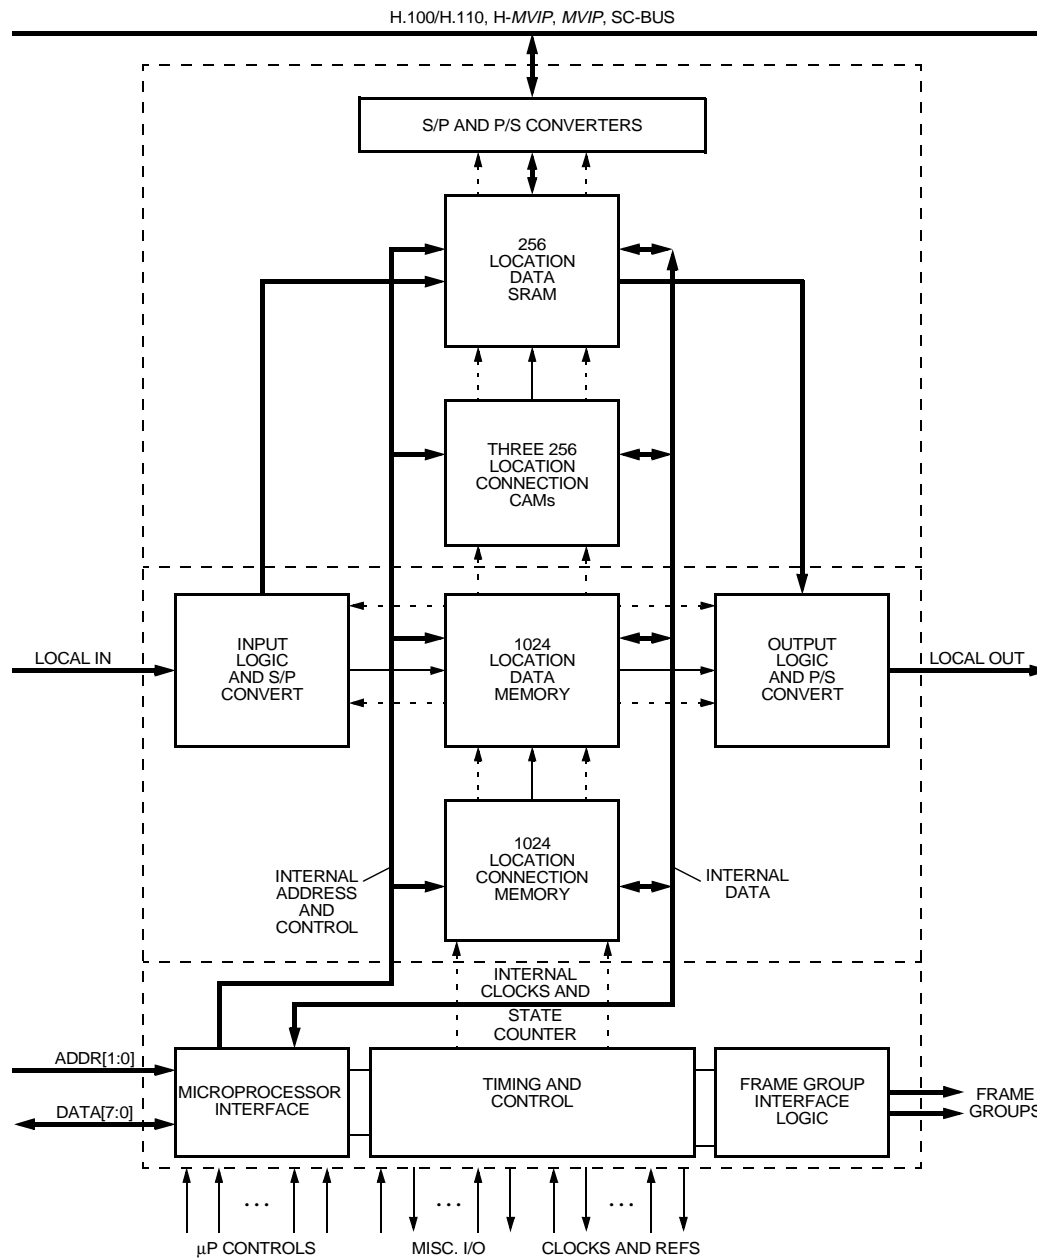 H.100/H.110, H-MVIP, MVIP, SC-BUS
S/P AND P/S CONVERTERS
256
LOCATION
DATA
SRAM
THREE 256
LOCATION
CONNECTION
CAMs
LOCAL IN
INPUT
LOGIC
AND S/P
CONVERT
1024
LOCATION
DATA
MEMORY
OUTPUT
LOGIC
AND P/S
CONVERT
LOCAL OUT
INTERNAL
ADDRESS
AND
CONTROL
1024
LOCATION
CONNECTION
MEMORY
INTERNAL
DATA
INTERNAL
CLOCKS AND
STATE
COUNTER
ADDR[1:0]
DATA[7:0]
MICROPROCESSOR
INTERFACE
TIMING AND
CONTROL
FRAME GROUP
INTERFACE
LOGIC
FRAME
GROUPS
... ... ...
µP CONTROLS
MISC. I/O
CLOCKS AND REFS